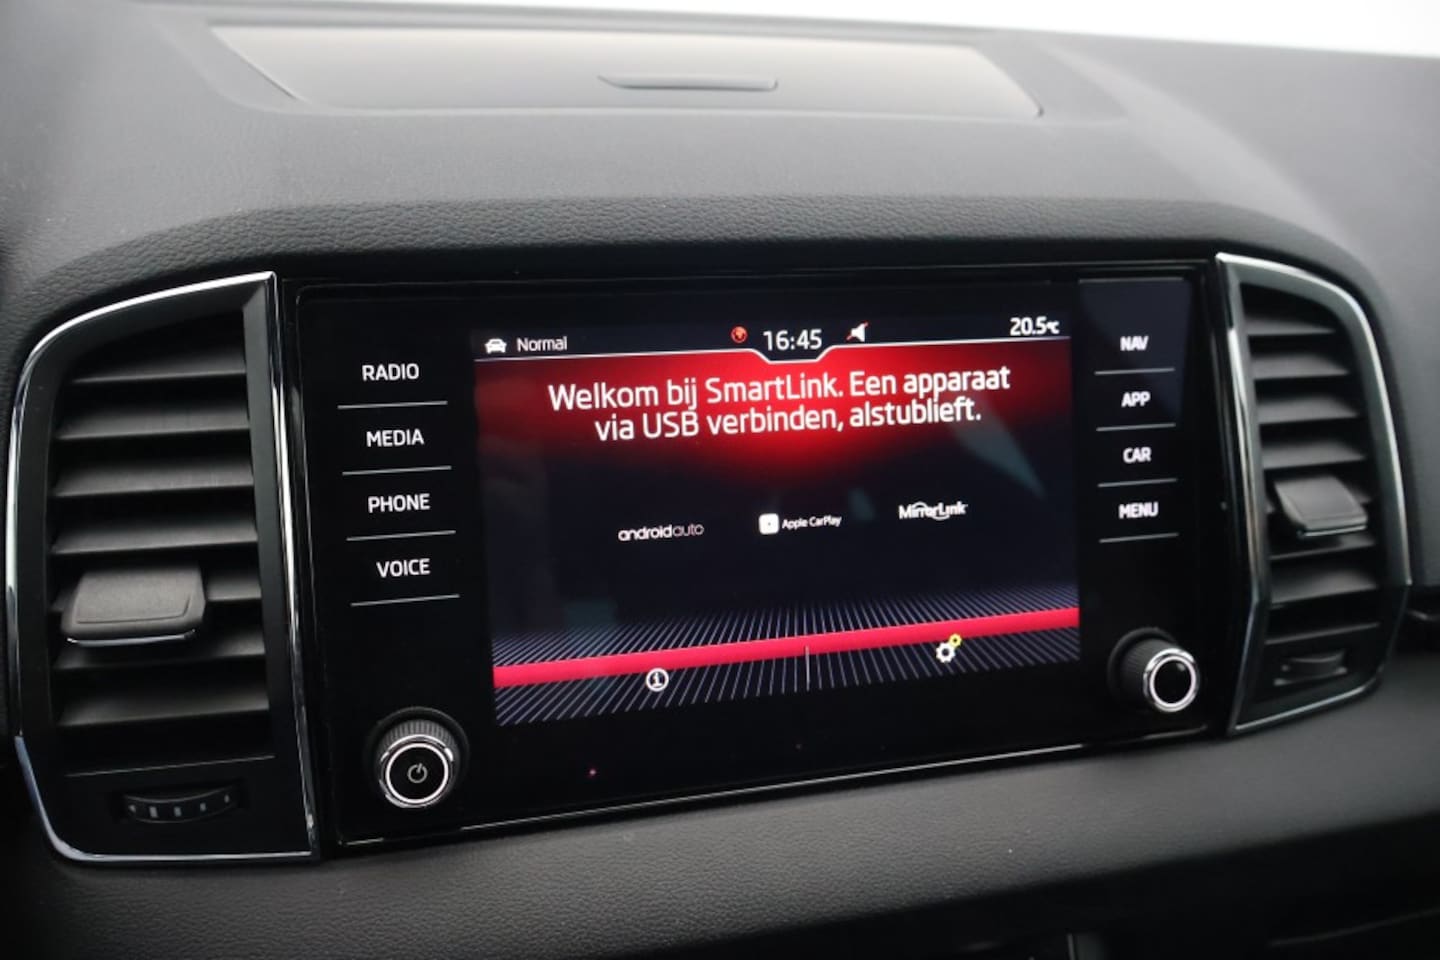 Normal
16:45
20.5°C
RADIO
MEDIA
PHONE
VOICE
Welkom bij SmartLink. Een apparaat
via USB verbinden, alstublieft.
androidauto
Apple CarPlay
MirrorLink
NAV
APP
CAR
MENU